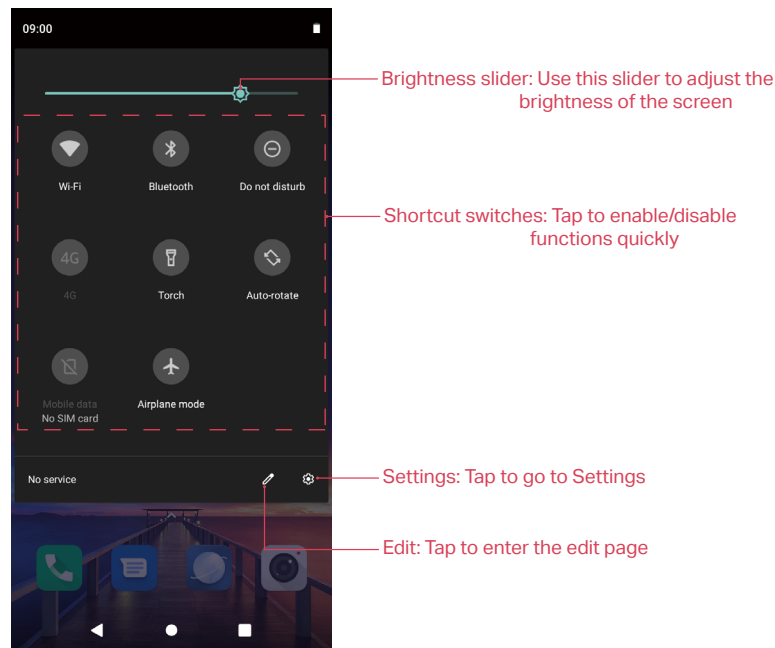 09:00
Brightness slider: Use this slider to adjust the
brightness of the screen
Wi-Fi
Bluetooth
Do not disturb
Shortcut switches: Tap to enable/disable
functions quickly
4G
4G
Torch
Auto-rotate
Mobile data
No SIM card
Airplane mode
No service
Settings: Tap to go to Settings
Edit: Tap to enter the edit page